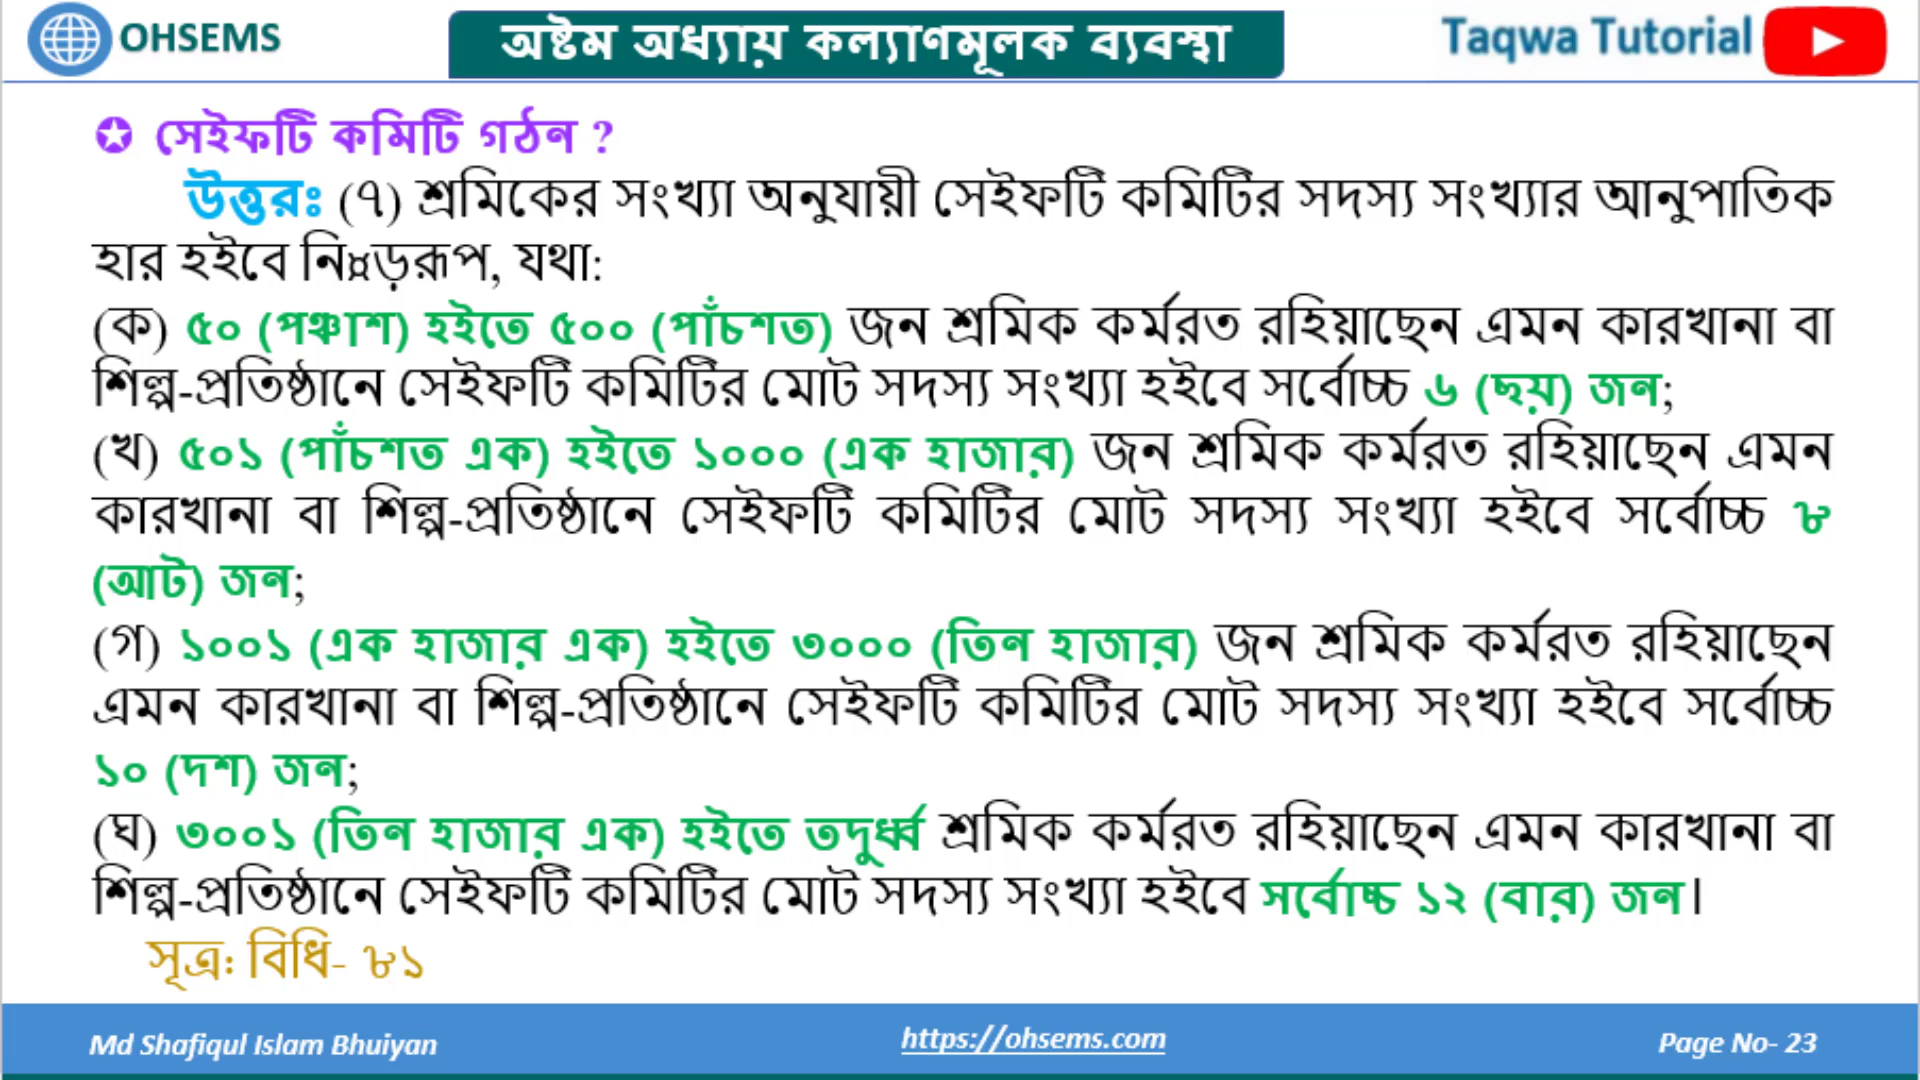 OHSEMS
অষ্টম অধ্যায় কল্যাণমূলক ব্যবস্থা
Taqwa Tutorial
সেইফটি কমিটি গঠন ?
উত্তরঃ (৭) শ্রমিকের সংখ্যা অনুযায়ী সেইফটি কমিটির সদস্য সংখ্যার আনুপাতিক
হার হইবে নি¤ড়রূপ, যথা:
(ক) ৫০ (পঞ্চাশ) হইতে ৫০০ (পাঁচশত) জন শ্রমিক কর্মরত রহিয়াছেন এমন কারখানা বা
শিল্প-প্রতিষ্ঠানে সেইফটি কমিটির মোট সদস্য সংখ্যা হইবে সর্বোচ্চ ৬ (ছয়) জন;
(খ) ৫০১ (পাঁচশত এক) হইতে ১০০০ (এক হাজার) জন শ্রমিক কর্মরত রহিয়াছেন এমন
কারখানা বা শিল্প-প্রতিষ্ঠানে সেইফটি কমিটির মোট সদস্য সংখ্যা হইবে সর্বোচ্চ ৮
(আট) জন;
(গ) ১০০১ (এক হাজার এক) হইতে ৩০০০ (তিন হাজার) জন শ্রমিক কর্মরত রহিয়াছেন
এমন কারখানা বা শিল্প-প্রতিষ্ঠানে সেইফটি কমিটির মোট সদস্য সংখ্যা হইবে সর্বোচ্চ
১০ (দশ) জন;
(ঘ) ৩০০১ (তিন হাজার এক) হইতে তদুর্ধ্ব শ্রমিক কর্মরত রহিয়াছেন এমন কারখানা বা
শিল্প-প্রতিষ্ঠানে সেইফটি কমিটির মোট সদস্য সংখ্যা হইবে সর্বোচ্চ ১২ (বার) জন।
সূত্রঃ বিধি- ৮১
Md Shafiqul Islam Bhuiyan
https://ohsems.com
Page No- 23